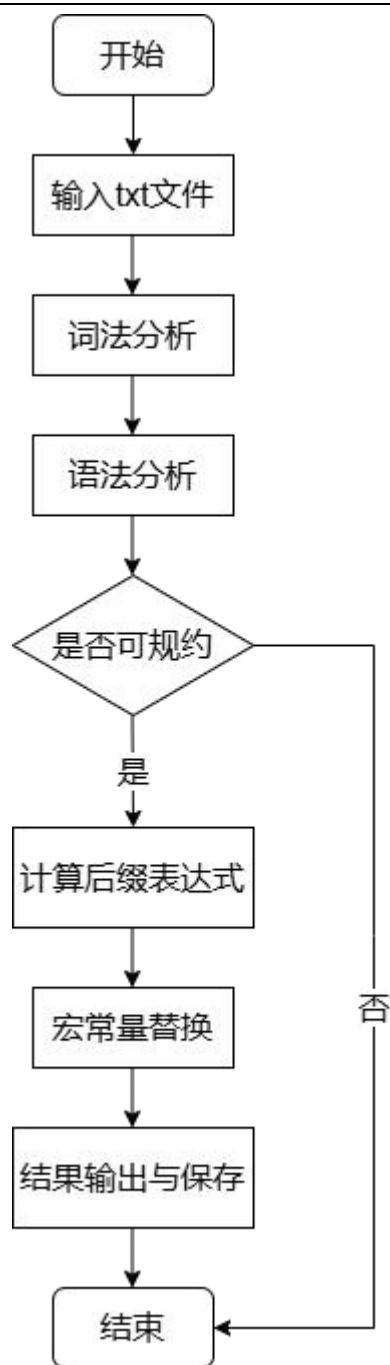 开始
输入txt文件
词法分析
语法分析
是否可规约
是
计算后缀表达式
宏常量替换
否
结果输出与保存
结束